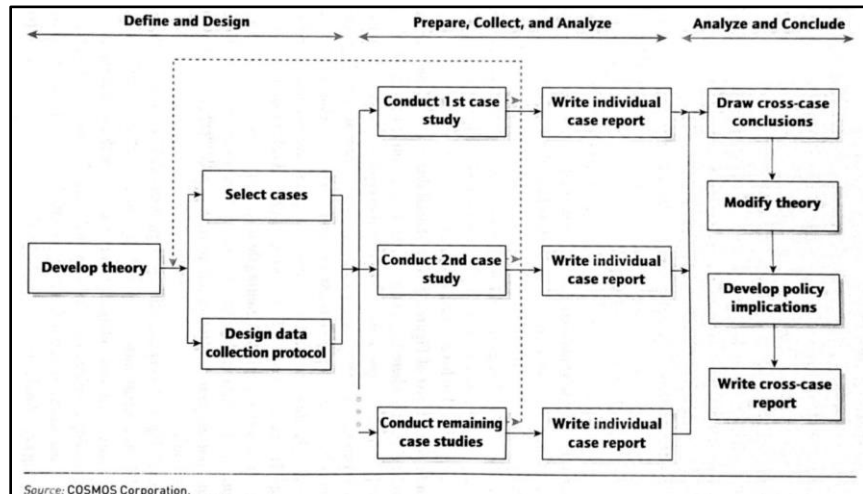 Define and Design
Prepare, Collect, and Analyze
Analyze and Conclude
Conduct 1st case
study
Write individual
case report
Draw cross-case
conclusions
Select cases
Modify theory
Develop theory
Conduct 2nd case
study
Write individual
case report
Develop policy
implications
Design data
collection protocol
Write cross-case
report
Conduct remaining
case studies
Write individual
case report
Source: COSMOS Corporation.